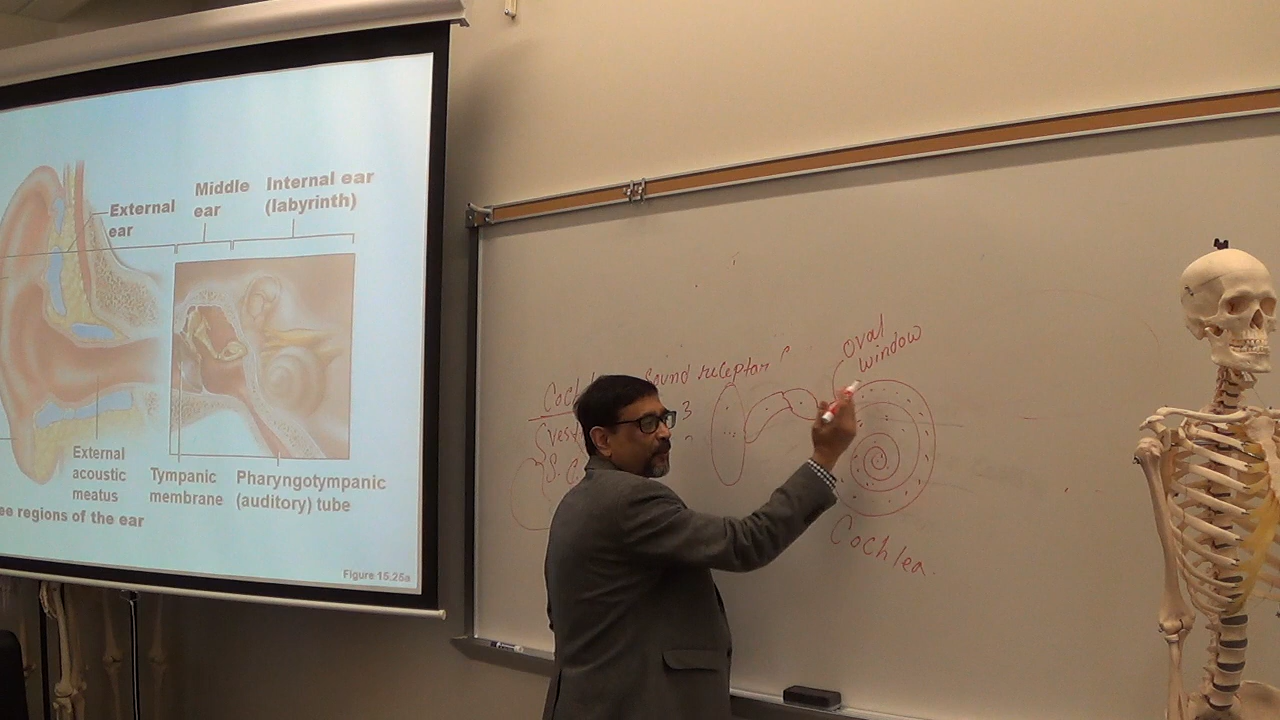 External
ear
Middle
ear
Internal ear
(labyrinth)
External
acoustic
meatus
Tympanic
membrane
Pharyngotympanic
(auditory) tube
ee regions of the ear
Figure 15.25a
Sound receptor
3
Oval
window
Cochlea.